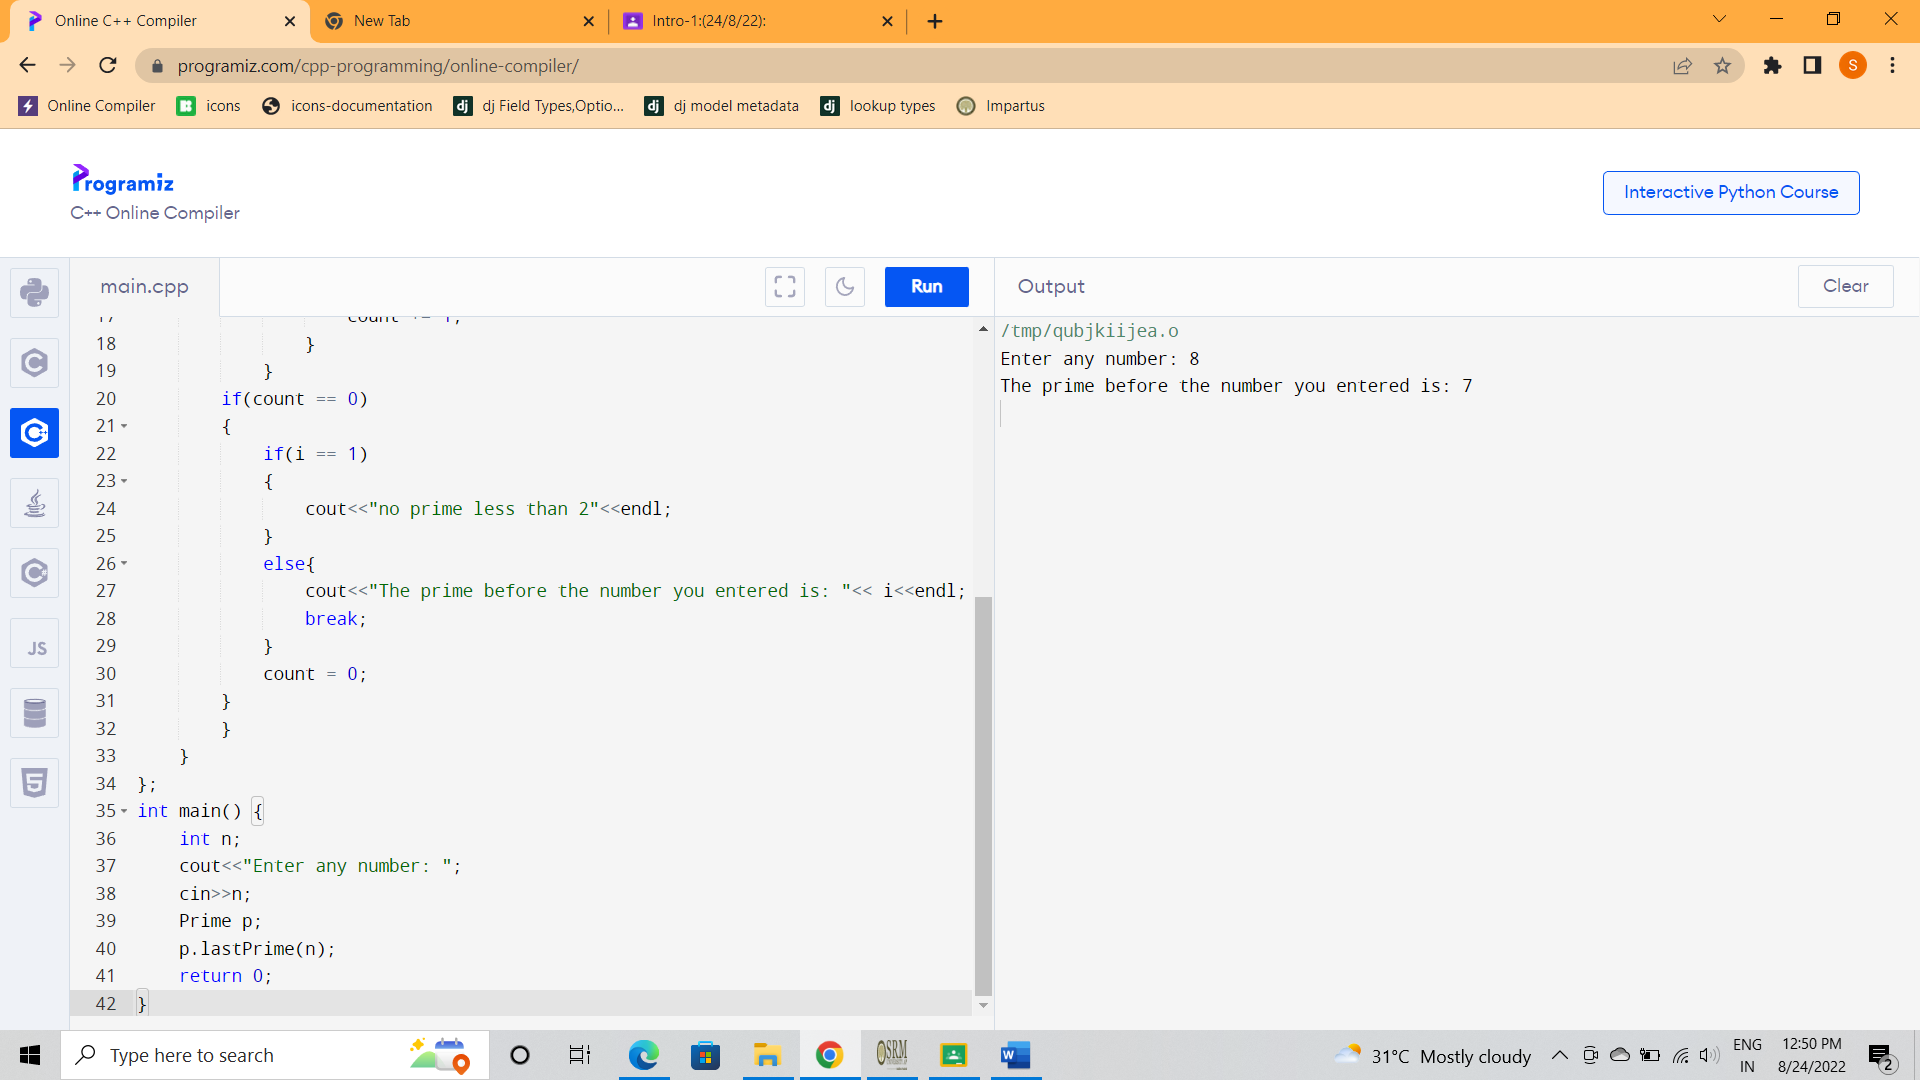 Online C++ Compiler
New Tab
Intro-1:(24/8/22):
programiz.com/cpp-programming/online-compiler/
S
Online Compiler
icons
icons-documentation
dj
dj Field Types,Optio...
dj
dj model metadata
dj
lookup types
Impartus
Programiz
C++ Online Compiler
Interactive Python Course
main.cpp
Run
Output
Clear
17 count += 1;
18 }
19 }
20 if(count == 0)
21 {
22 if(i == 1)
23 {
24 cout<<"no prime less than 2"<<endl;
25 }
26 else{
27 cout<<"The prime before the number you entered is: "<< i<<endl;
28 break;
29 }
30 count = 0;
31 }
32 }
33 }
34 };
35 int main() {
36 int n;
37 cout<<"Enter any number: ";
38 cin>>n;
39 Prime p;
40 p.lastPrime(n);
41 return 0;
42 }
/tmp/qubjkiijea.o
Enter any number: 8
The prime before the number you entered is: 7
JS
Type here to search
SRM
W
31°C Mostly cloudy
ENG
IN
12:50 PM
8/24/2022
2